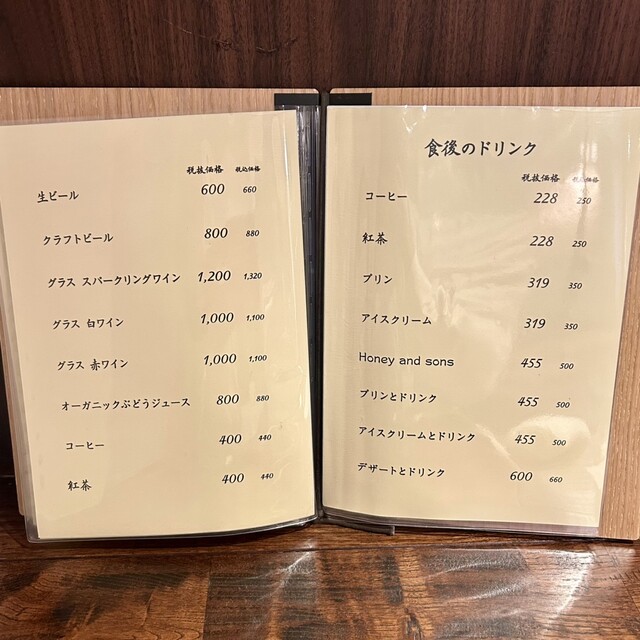 税抜価格 税込価格
生ビール 600 660
クラフトビール 800 880
グラス スパークリングワイン 1,200 1,320
グラス 白ワイン 1,000 1,100
グラス 赤ワイン 1,000 1,100
オーガニックぶどうジュース 800 880
コーヒー 400 440
紅茶 400 440
食後のドリンク
税抜価格 税込価格
コーヒー 228 250
紅茶 228 250
プリン 319 350
アイスクリーム 319 350
Honey and sons 455 500
プリンとドリンク 455 500
アイスクリームとドリンク 455 500
デザートとドリンク 600 660